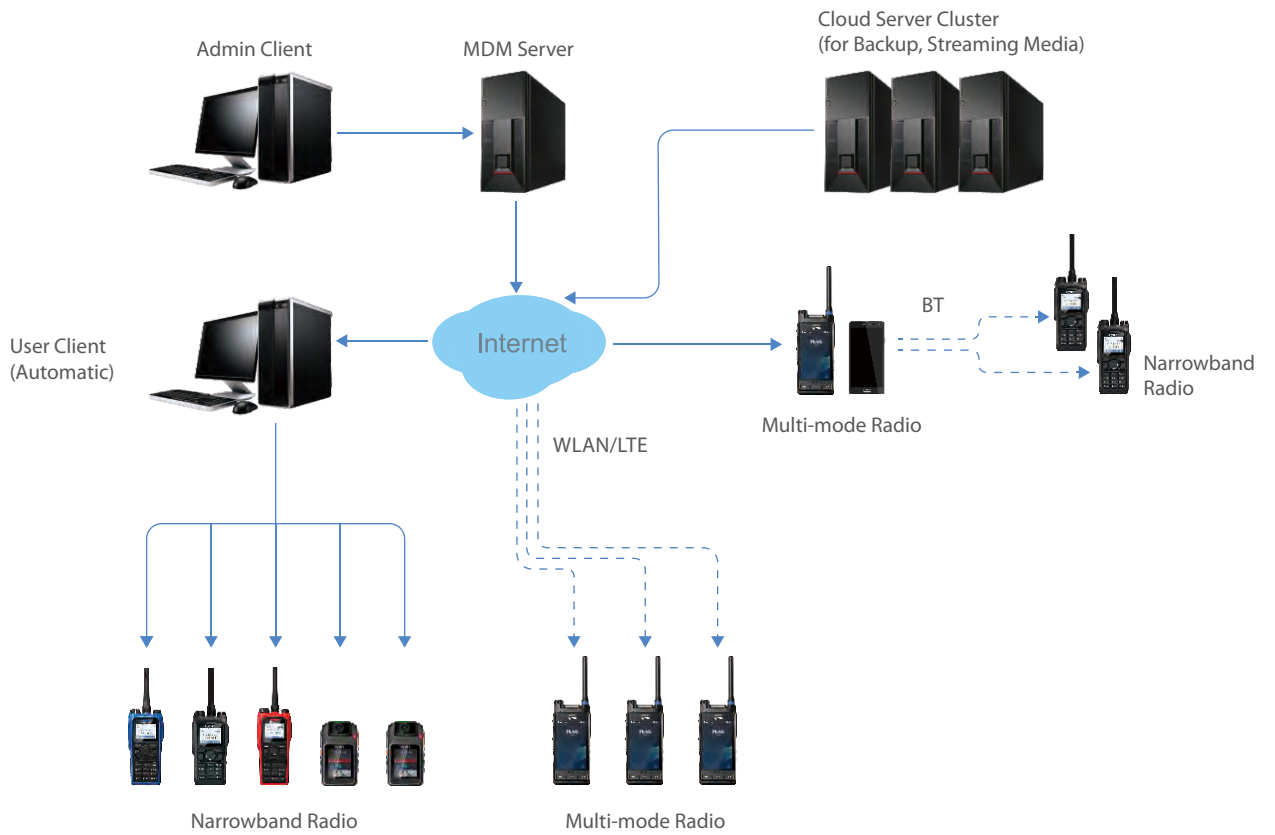 Cloud Server Cluster
(for Backup, Streaming Media)
Admin Client
MDM Server
BT
User Client
(Automatic)
Internet
Narrowband
Radio
Multi-mode Radio
WLAN/LTE
Narrowband Radio
Multi-mode Radio